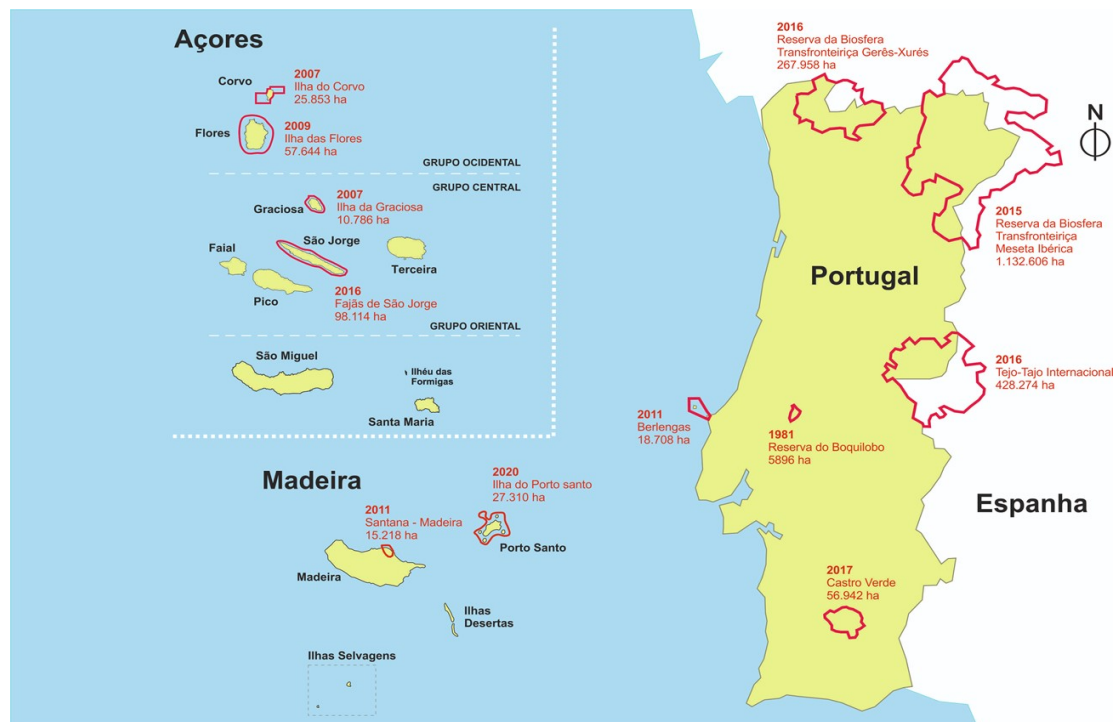 Açores
Corvo
2007
Ilha do Corvo
25.853 ha
Flores
2009
Ilha das Flores
57.644 ha
GRUPO OCIDENTAL
GRUPO CENTRAL
Graciosa
2007
Ilha da Graciosa
10.786 ha
Faial
São Jorge
Terceira
Pico
2016
Fajãs de São Jorge
98.114 ha
GRUPO ORIENTAL
São Miguel
Ilhéu das
Formigas
Santa Maria
Madeira
2020
Ilha do Porto santo
27.310 ha
2011
Santana - Madeira
15.218 ha
Porto Santo
Madeira
Ilhas
Desertas
Ilhas Selvagens
2016
Reserva da Biosfera
Transfronteiriça Gerês-Xurés
267.958 ha
N
2015
Reserva da Biosfera
Transfronteiriça
Meseta Ibérica
1.132.606 ha
Portugal
2016
Tejo-Tajo Internacional
428.274 ha
2011
Berlengas
18.708 ha
1981
Reserva do Boquilobo
5896 ha
Espanha
2017
Castro Verde
56.942 ha